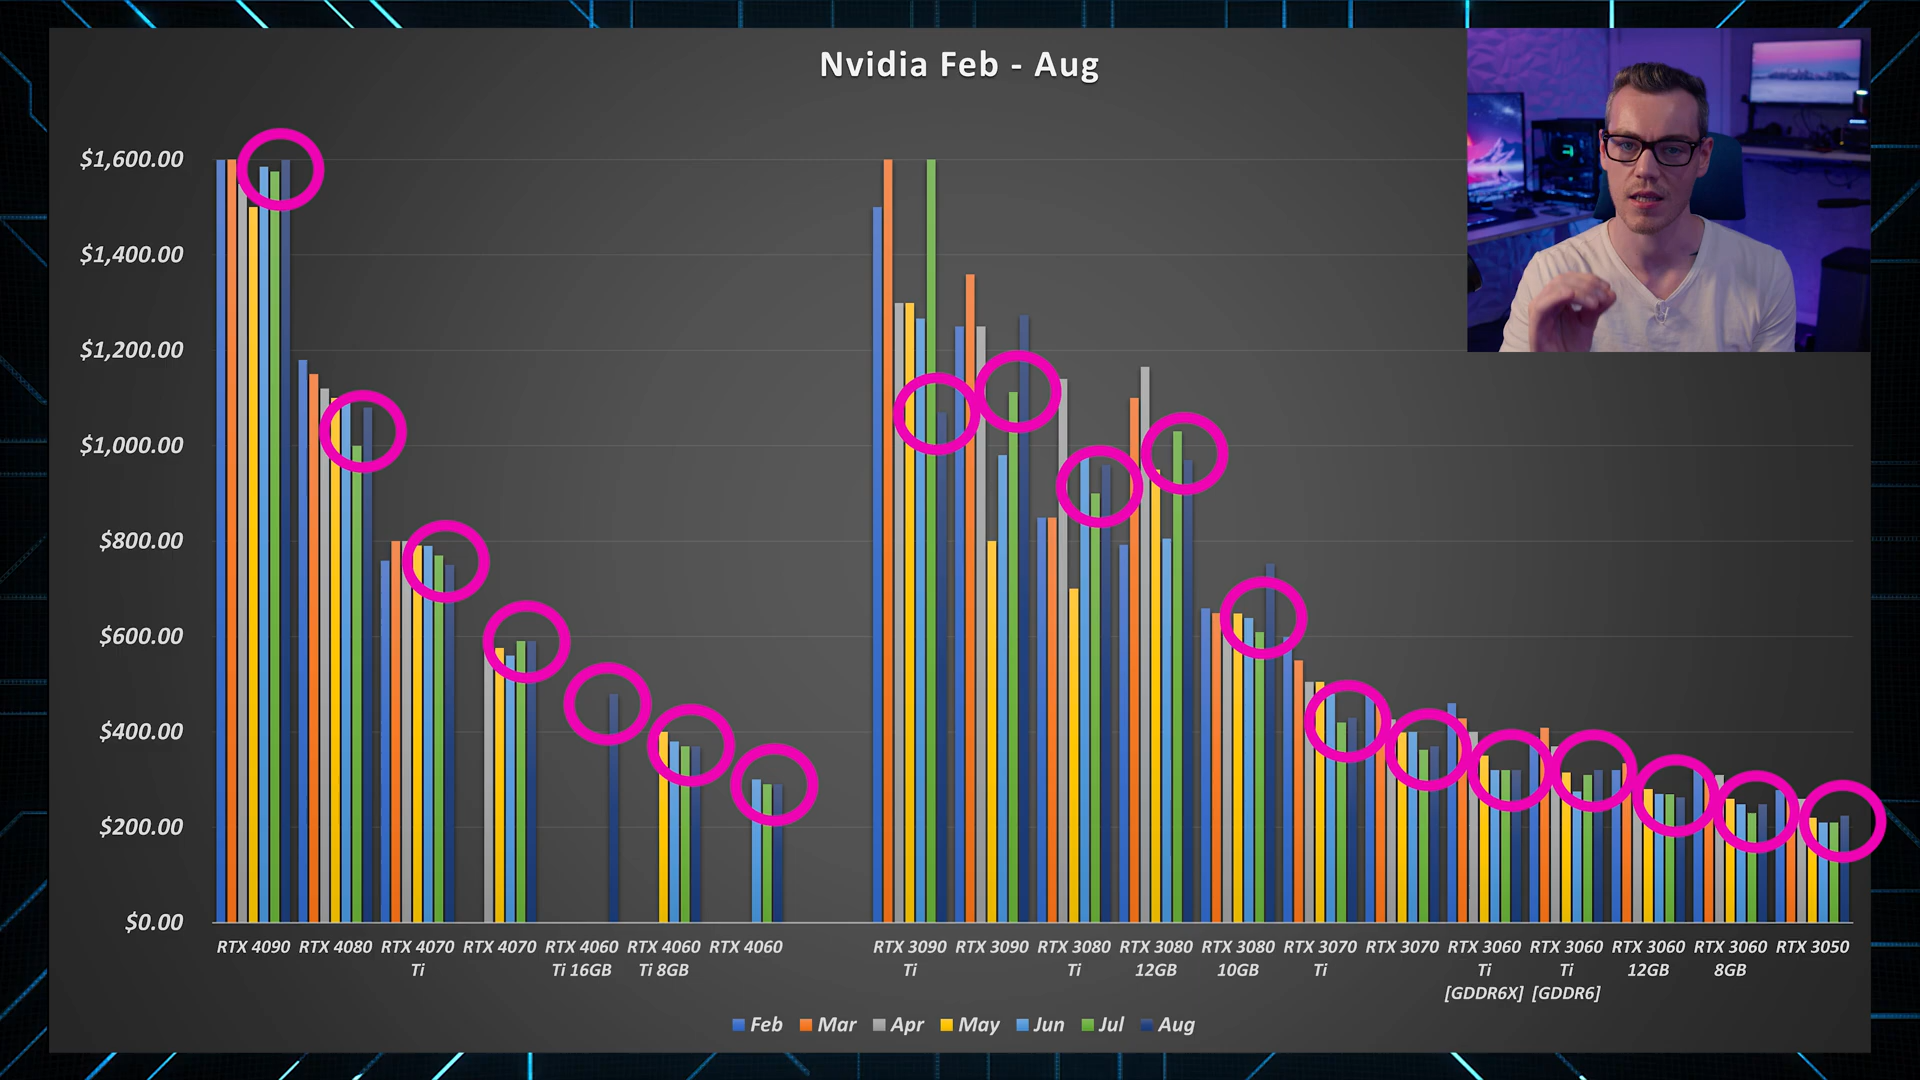 Nvidia Feb - Aug
$1,600.00
$1,400.00
$1,200.00
$1,000.00
$800.00
$600.00
$400.00
$200.00
$0.00
RTX 4090
RTX 4080
RTX 4070
Ti
RTX 4070
RTX 4060
Ti 16GB
RTX 4060
Ti 8GB
RTX 4060
RTX 3090
Ti
RTX 3090
RTX 3080
Ti
RTX 3080
12GB
RTX 3080
10GB
RTX 3070
Ti
RTX 3070
RTX 3060
Ti
[GDDR6X]
RTX 3060
Ti
[GDDR6]
RTX 3060
12GB
RTX 3060
8GB
RTX 3050
Feb Mar Apr May Jun Jul Aug